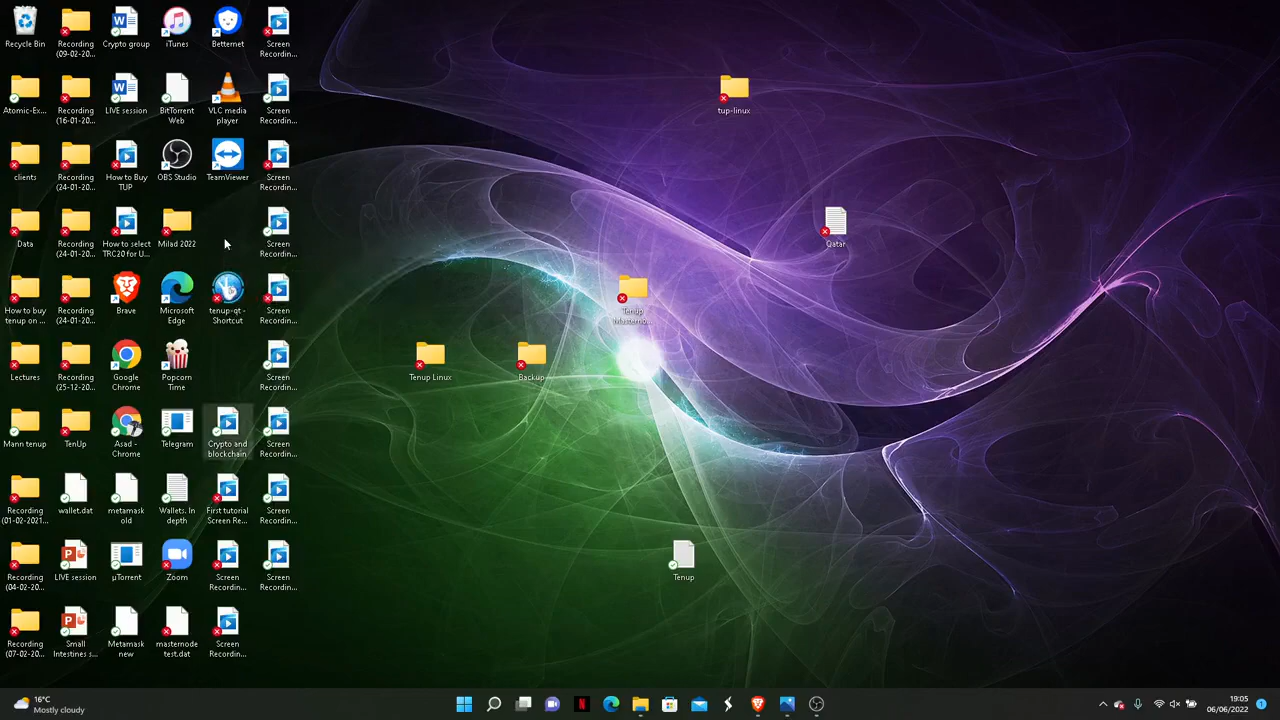 Recycle Bin
Recording
(09-02-20...
Crypto group
iTunes
Betternet
Screen
Recordin...
Atomic-Ex...
Recording
(16-01-20...
LIVE session
BitTorrent
Web
VLC media
player
Screen
Recordin...
clients
Recording
(24-01-20...
How to Buy
TUP
OBS Studio
TeamViewer
Screen
Recordin...
Data
Recording
(24-01-20...
How to select
TRC20 for U...
Milad 2022
Screen
Recordin...
How to buy
tenup on ...
Recording
(24-01-20...
Brave
Microsoft
Edge
tenup-qt -
Shortcut
Screen
Recordin...
Lectures
Recording
(25-12-20...
Google
Chrome
Popcorn
Time
Screen
Recordin...
Mann tenup
TenUp
Asad -
Chrome
Telegram
Crypto and
blockchain
Screen
Recordin...
Recording
(01-02-2021...
wallet.dat
metamask
old
Wallets. In
depth
First tutorial
Screen Re...
Screen
Recordin...
Recording
(04-02-20...
LIVE session
µTorrent
Zoom
Screen
Recordin...
Screen
Recordin...
Recording
(07-02-20...
Small
Intestines s...
Metamask
new
masternode
test.dat
Screen
Recordin...
tup-linux
Qatar
Tenup
Masterno...
Tenup Linux
Backup
Tenup
16°C
Mostly cloudy
19:05
06/06/2022